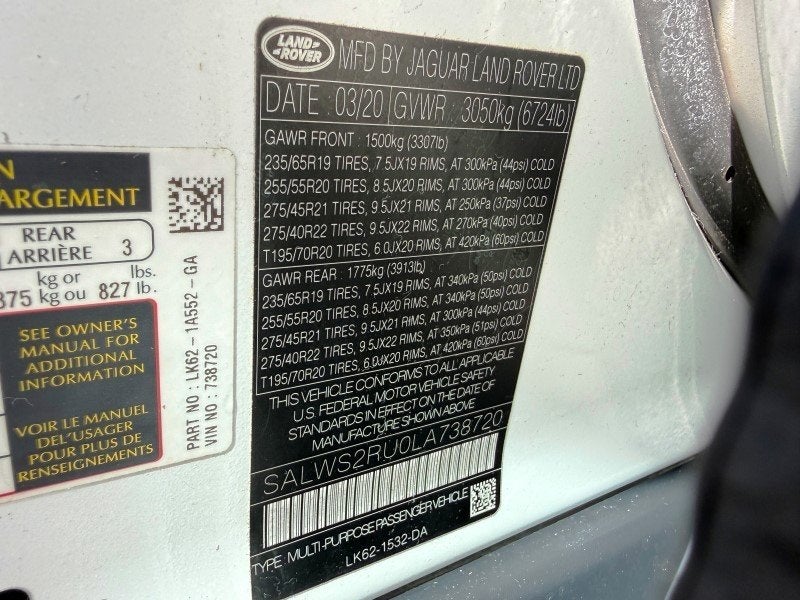 N
ARGEMENT
REAR
ARRIÈRE 3
kg or lbs.
375 kg ou 827 lb.
SEE OWNER'S
MANUAL FOR
ADDITIONAL
INFORMATION
VOIR LE MANUEL
DEL'USAGER
POUR PLUS DE
RENSEIGNEMENTS
PART NO : LK62 - 1A552 - GA
VIN NO : 738720
LAND
ROVER
MFD BY JAGUAR LAND ROVER LTD
DATE : 03/20 GVWR : 3050kg (6724lb)
GAWR FRONT : 1500kg (3307lb)
235/65R19 TIRES, 7.5JX19 RIMS, AT 300kPa (44psi) COLD
255/55R20 TIRES, 8.5JX20 RIMS, AT 300kPa (44psi) COLD
275/45R21 TIRES, 9.5JX21 RIMS, AT 250kPa (37psi) COLD
275/40R22 TIRES, 9.5JX22 RIMS, AT 270kPa (40psi) COLD
T195/70R20 TIRES, 6.0JX20 RIMS, AT 420kPa (60psi) COLD
GAWR REAR : 1775kg (3913lb)
235/65R19 TIRES, 7.5JX19 RIMS, AT 340kPa (50psi) COLD
255/55R20 TIRES, 8.5JX20 RIMS, AT 340kPa (50psi) COLD
275/45R21 TIRES, 9.5JX21 RIMS, AT 300kPa (44psi) COLD
275/40R22 TIRES, 9.5JX22 RIMS, AT 350kPa (51psi) COLD
T195/70R20 TIRES, 6.0JX20 RIMS, AT 420kPa (60psi) COLD
THIS VEHICLE CONFORMS TO ALL APPLICABLE
U.S. FEDERAL MOTOR VEHICLE SAFETY
STANDARDS IN EFFECT ON THE DATE OF
MANUFACTURE SHOWN ABOVE
SALWS2RU0LA738720
TYPE : MULTI-PURPOSE PASSENGER VEHICLE
LK62-1532-DA